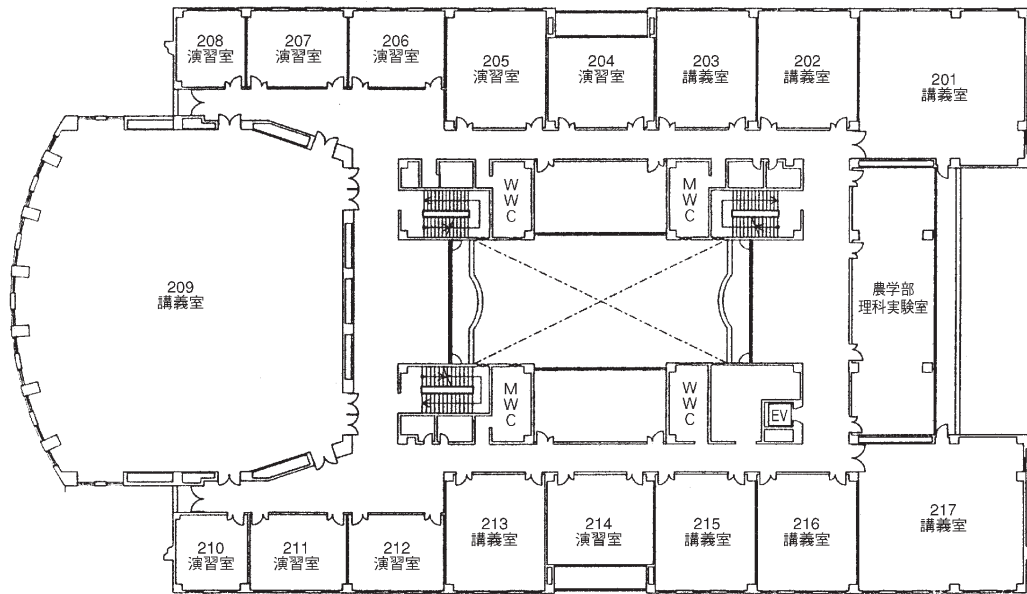 208
演習室
207
演習室
206
演習室
205
演習室
204
演習室
203
講義室
202
講義室
201
講義室
WWC
MWC
209
講義室
農学部
理科実験室
MWC
WWC
EV
210
演習室
211
演習室
212
演習室
213
講義室
214
演習室
215
講義室
216
講義室
217
講義室